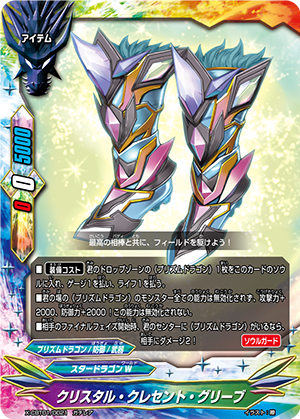 アイテム
5000
0
0
最高の相棒と共に、フィールドを駆けよう！
■ 装備コスト 君のドロップゾーンの《プリズムドラゴン》1枚をこのカードのソウルに入れ、ゲージ1を払い、ライフ1を払う。
■君の場の《プリズムドラゴン》のモンスター全ての能力は無効化されず、攻撃力+2000、防御力+2000！この能力は無効化されない。
■相手のファイナルフェイズ開始時、君のセンターに《プリズムドラゴン》がいるなら、相手にダメージ2！
ソウルガード
プリズムドラゴン／防御／武器
スタードラゴンW
クリスタル・クレセント・グリーブ
イラスト：